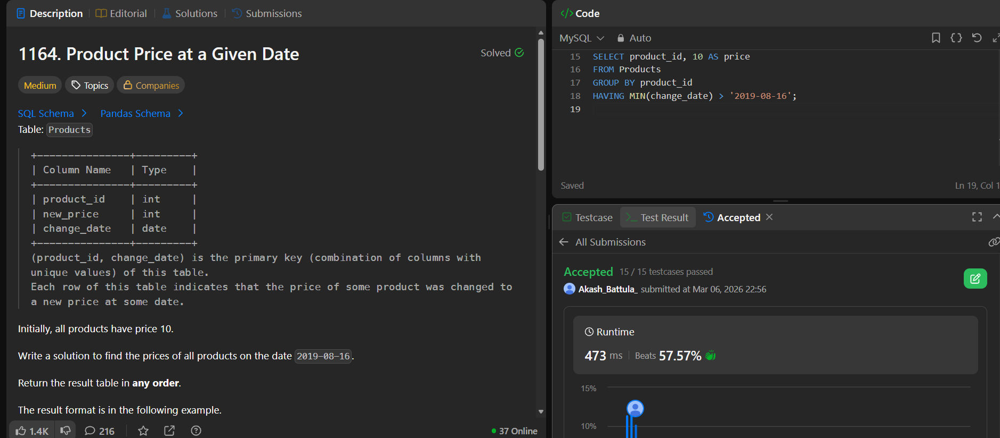 Description
Editorial
Solutions
Submissions
1164. Product Price at a Given Date
Solved
Medium
Topics
Companies
SQL Schema
Pandas Schema
Table: Products
+---------------+---------+
| Column Name   | Type    |
+---------------+---------+
| product_id    | int     |
| new_price     | int     |
| change_date   | date    |
+---------------+---------+
(product_id, change_date) is the primary key (combination of columns with
unique values) of this table.
Each row of this table indicates that the price of some product was changed to
a new price at some date.
Initially, all products have price 10.
Write a solution to find the prices of all products on the date 2019-08-16.
Return the result table in any order.
The result format is in the following example.
1.4K
216
37 Online
</> Code
MySQL
Auto
15 SELECT product_id, 10 AS price
16 FROM Products
17 GROUP BY product_id
18 HAVING MIN(change_date) > '2019-08-16';
19
Saved
Ln 19, Col 1
Testcase
Test Result
Accepted
All Submissions
Accepted 15 / 15 testcases passed
Akash_Battula_ submitted at Mar 06, 2026 22:56
Runtime
473 ms
Beats 57.57%
15%
10%